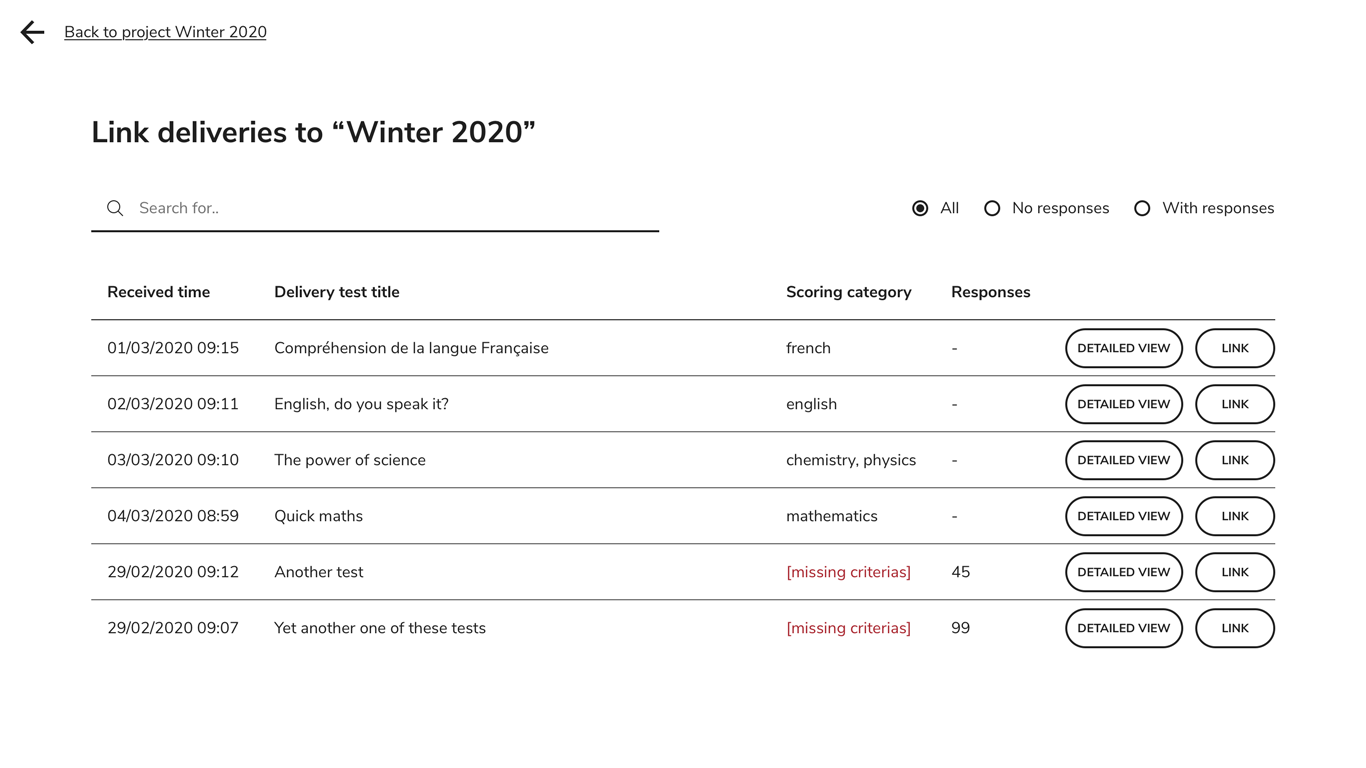 Back to project Winter 2020
Link deliveries to “Winter 2020”
Search for..
All No responses With responses
Received time Delivery test title Scoring category Responses
01/03/2020 09:15 Compréhension de la langue Française french - DETAILED VIEW LINK
02/03/2020 09:11 English, do you speak it? english - DETAILED VIEW LINK
03/03/2020 09:10 The power of science chemistry, physics - DETAILED VIEW LINK
04/03/2020 08:59 Quick maths mathematics - DETAILED VIEW LINK
29/02/2020 09:12 Another test [missing criterias] 45 DETAILED VIEW LINK
29/02/2020 09:07 Yet another one of these tests [missing criterias] 99 DETAILED VIEW LINK